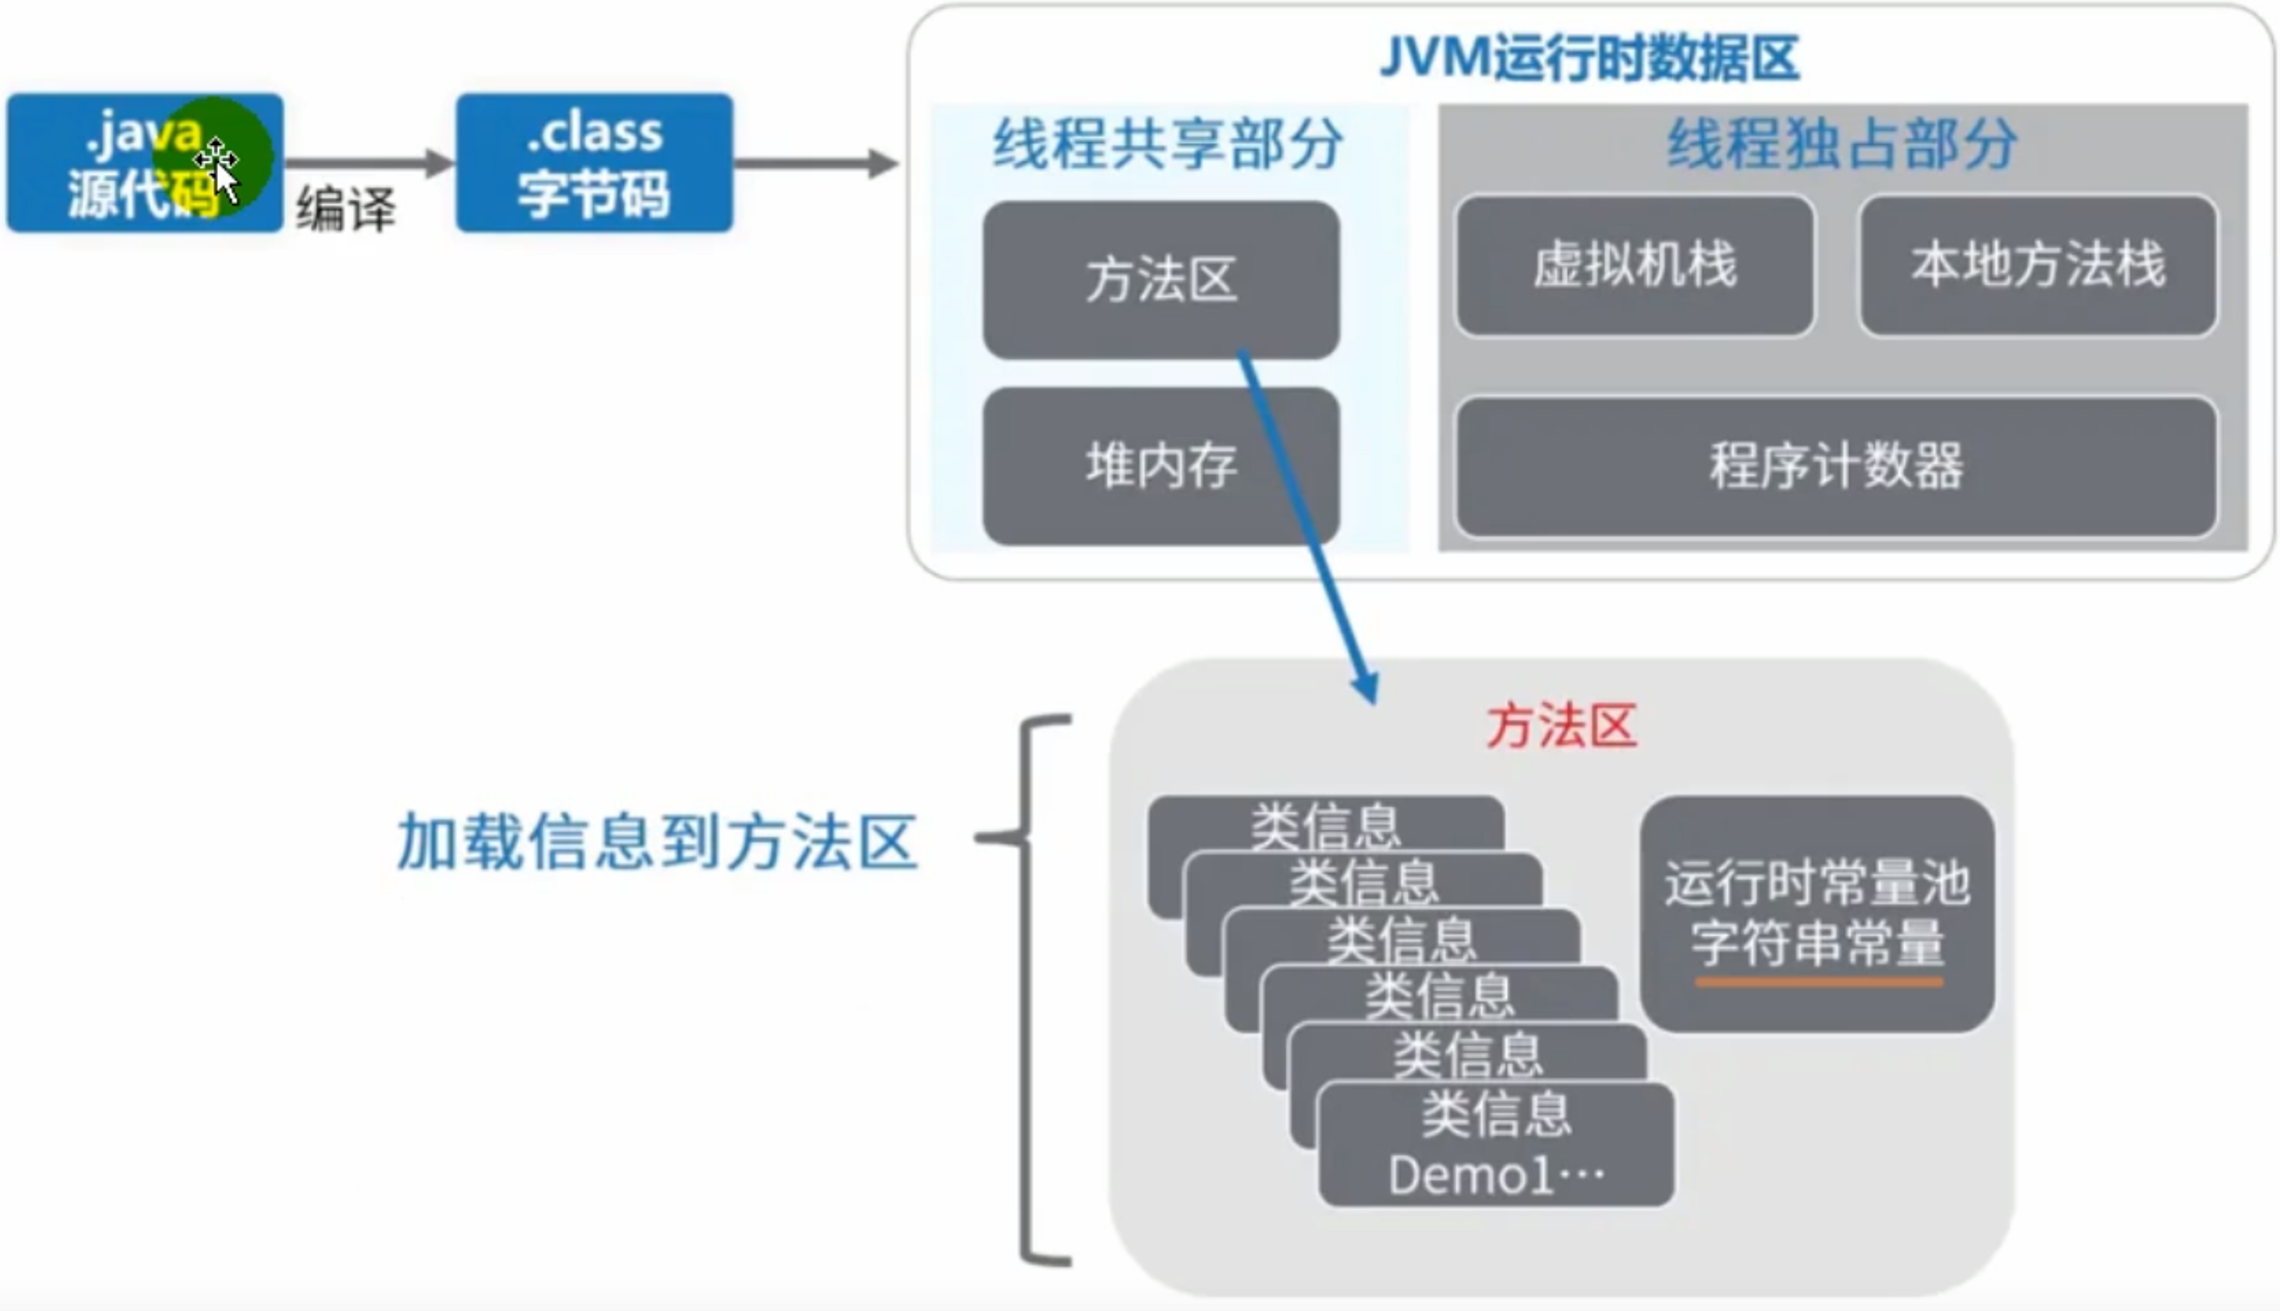 .java
源代码
编译
.class
字节码
JVM运行时数据区
线程共享部分
方法区
堆内存
线程独占部分
虚拟机栈
本地方法栈
程序计数器
加载信息到方法区
方法区
类信息
类信息
类信息
类信息
类信息
类信息
Demo1…
运行时常量池
字符串常量